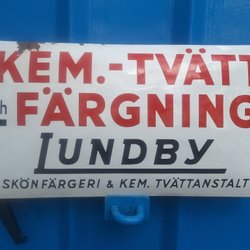 KEM.-TVÄTT
h FÄRGNING
LUNDBY
SKÖNFÄRGERI & KEM. TVÄTTANSTALT